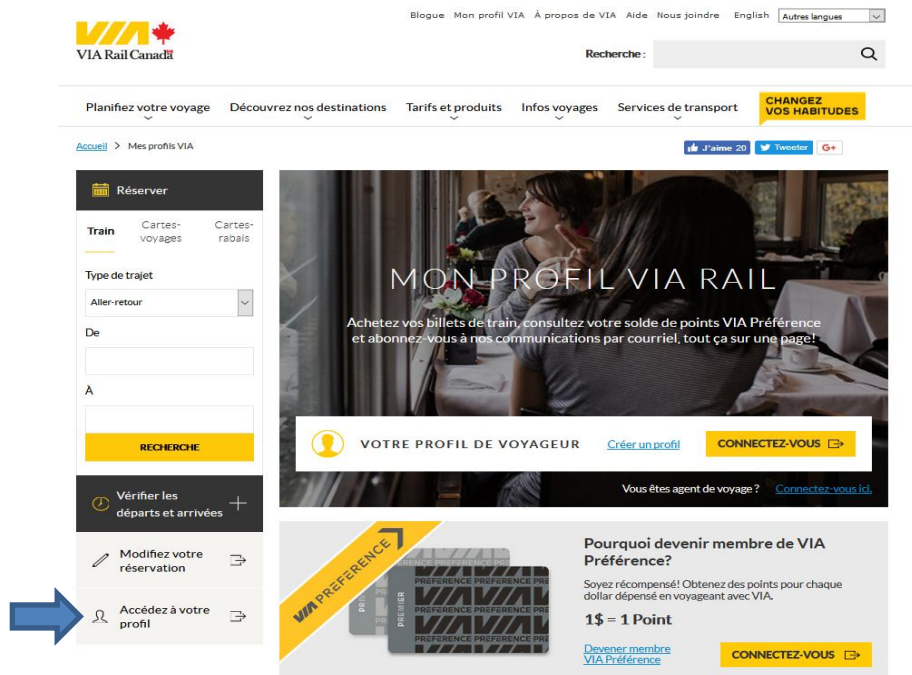 Blogue Mon profil VIA À propos de VIA Aide Nous joindre English Autres langues
VIA Rail Canada
Recherche :
Planifiez votre voyage Découvrez nos destinations Tarifs et produits Infos voyages Services de transport CHANGEZ VOS HABITUDES
Accueil > Mes profils VIA
J'aime 20 Tweeter G+
Réserver
Train Cartes-voyages Cartes-rabais
Type de trajet
Aller-retour
De
À
RECHERCHE
Vérifier les
départs et arrivées
Modifiez votre
réservation
Accédez à votre
profil
MON PROFIL VIA RAIL
Achetez vos billets de train, consultez votre solde de points VIA Préférence
et abonnez-vous à nos communications par courriel, tout ça sur une page!
VOTRE PROFIL DE VOYAGEUR Créer un profil CONNECTEZ-VOUS
Vous êtes agent de voyage ? Connectez-vous ici.
VIA PREFERENCE
PREMIER
PREFERENCE
Pourquoi devenir membre de VIA
Préférence?
Soyez récompensé! Obtenez des points pour chaque
dollar dépensé en voyageant avec VIA.
1$ = 1 Point
Devener membre
VIA Préférence
CONNECTEZ-VOUS